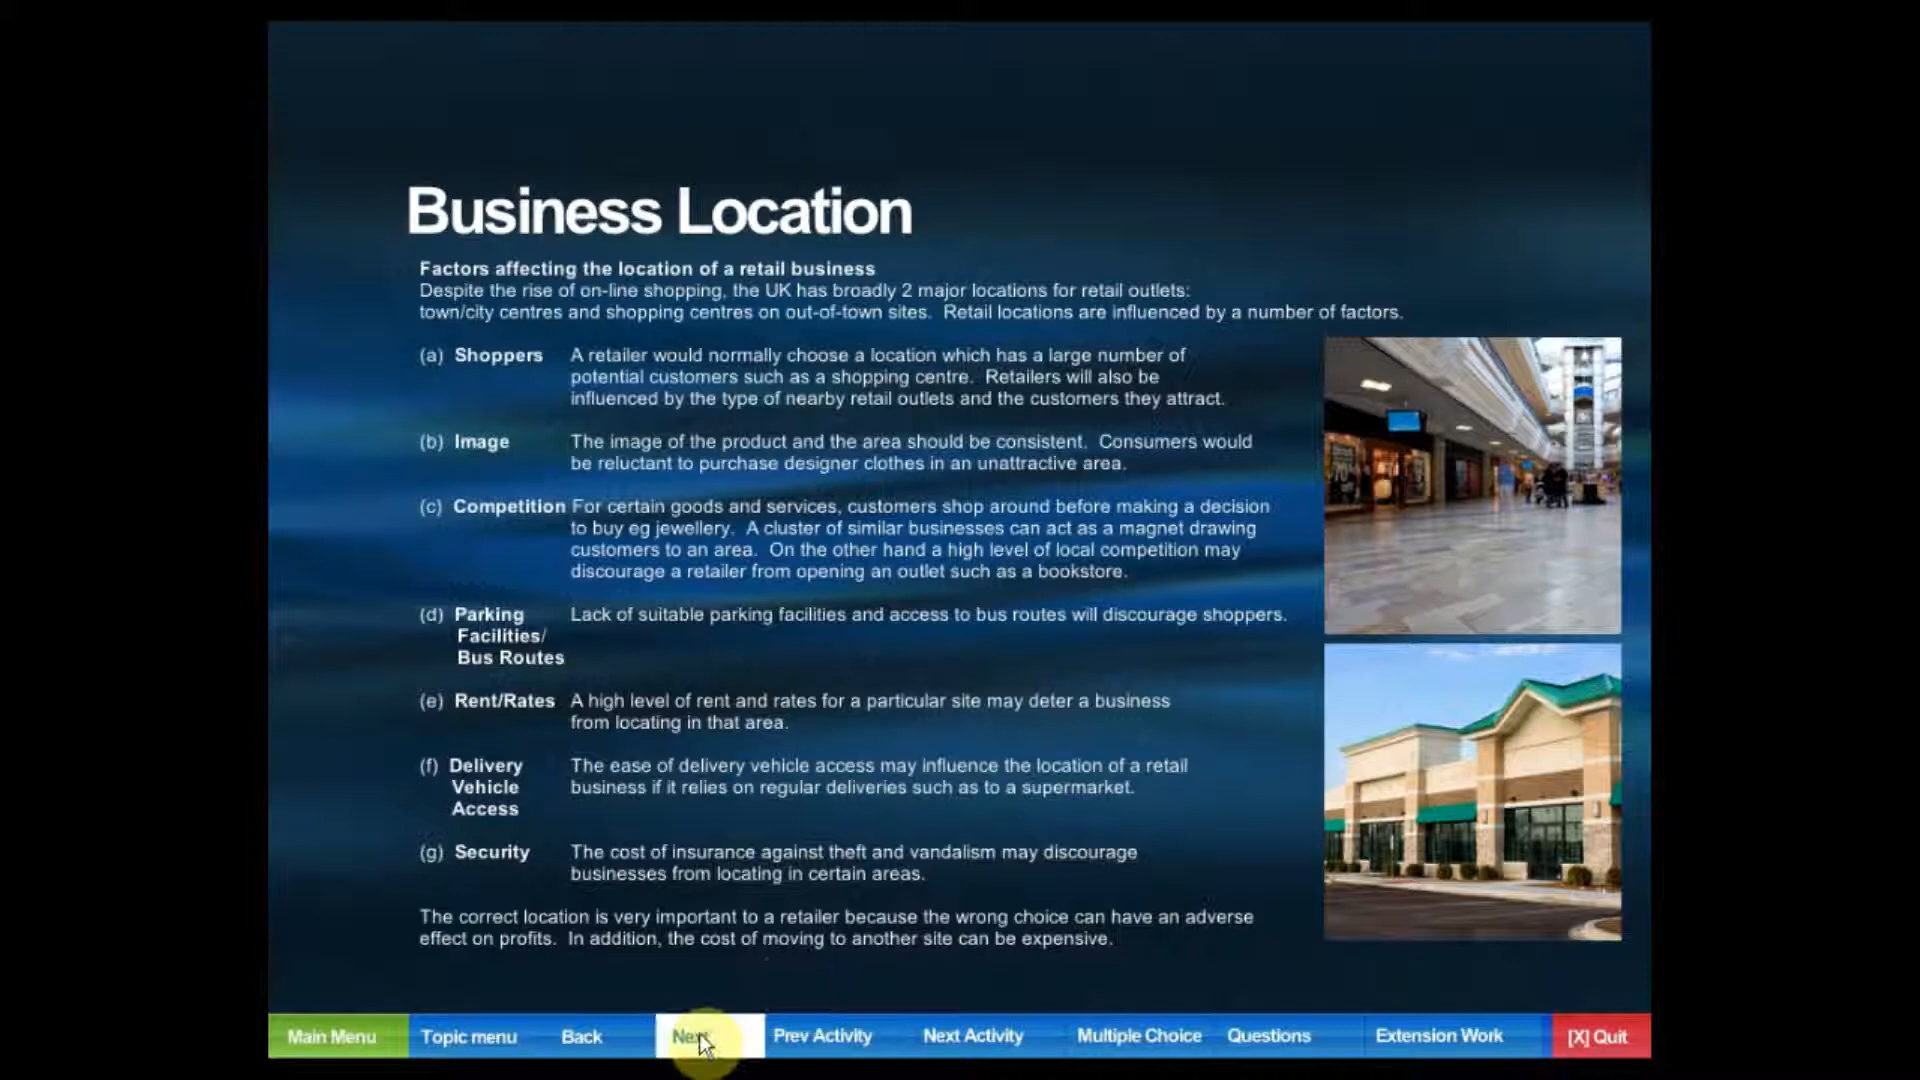 Business Location
Factors affecting the location of a retail business
Despite the rise of on-line shopping, the UK has broadly 2 major locations for retail outlets:
town/city centres and shopping centres on out-of-town sites. Retail locations are influenced by a number of factors.
(a) Shoppers A retailer would normally choose a location which has a large number of
potential customers such as a shopping centre. Retailers will also be
influenced by the type of nearby retail outlets and the customers they attract.
(b) Image The image of the product and the area should be consistent. Consumers would
be reluctant to purchase designer clothes in an unattractive area.
(c) Competition For certain goods and services, customers shop around before making a decision
to buy eg jewellery. A cluster of similar businesses can act as a magnet drawing
customers to an area. On the other hand a high level of local competition may
discourage a retailer from opening an outlet such as a bookstore.
(d) Parking Lack of suitable parking facilities and access to bus routes will discourage shoppers.
Facilities/
Bus Routes
(e) Rent/Rates A high level of rent and rates for a particular site may deter a business
from locating in that area.
(f) Delivery The ease of delivery vehicle access may influence the location of a retail
Vehicle business if it relies on regular deliveries such as to a supermarket.
Access
(g) Security The cost of insurance against theft and vandalism may discourage
businesses from locating in certain areas.
The correct location is very important to a retailer because the wrong choice can have an adverse
effect on profits. In addition, the cost of moving to another site can be expensive.
Main Menu Topic menu Back Next Prev Activity Next Activity Multiple Choice Questions Extension Work [X] Quit